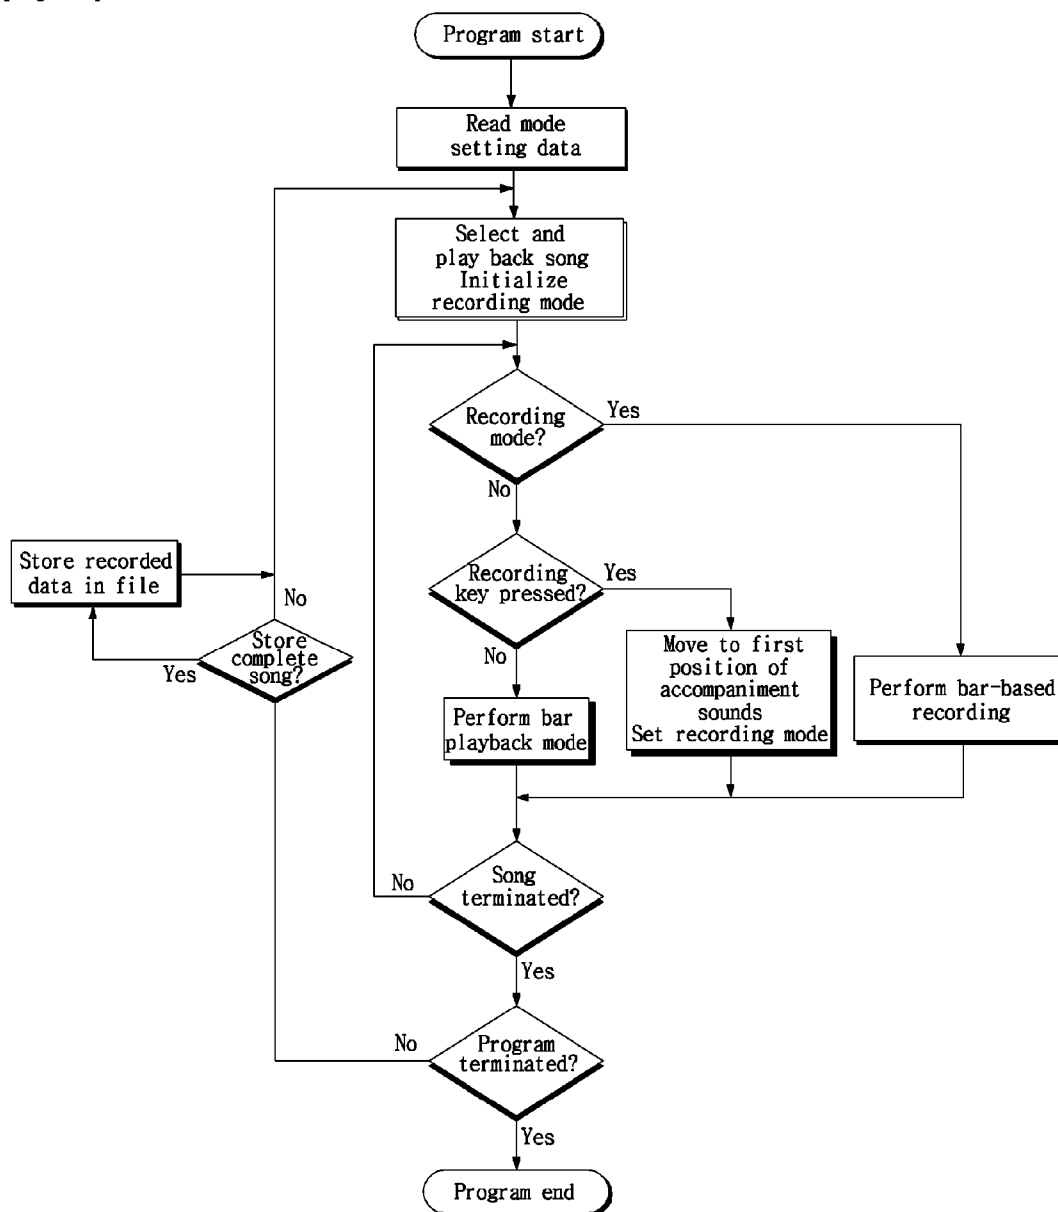 Program start
Read mode
setting data
Select and
play back song
Initialize
recording mode
Recording
mode?
Yes
No
Recording
key pressed?
Yes
No
Store recorded
data in file
No
Store
complete
song?
Yes
Perform bar
playback mode
Move to first
position of
accompaniment
sounds
Set recording mode
Perform bar-based
recording
Song
terminated?
No
Yes
Program
terminated?
No
Yes
Program end